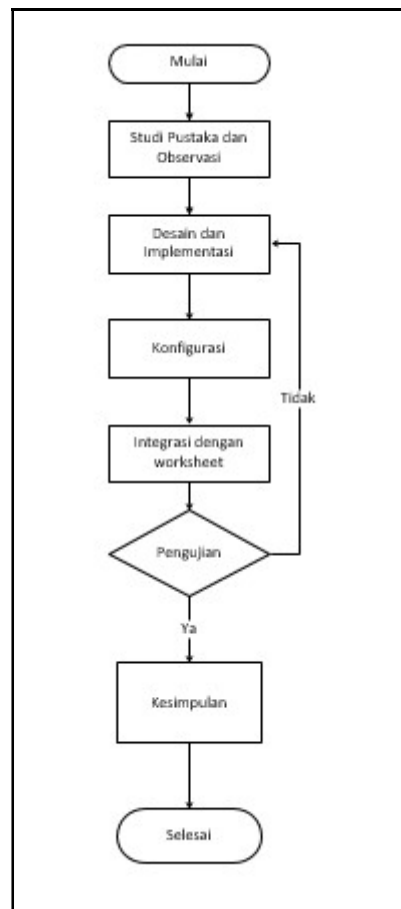 Mulai
Studi Pustaka dan
Observasi
Desain dan
Implementasi
Konfigurasi
Tidak
Integrasi dengan
worksheet
Pengujian
Ya
Kesimpulan
Selesai